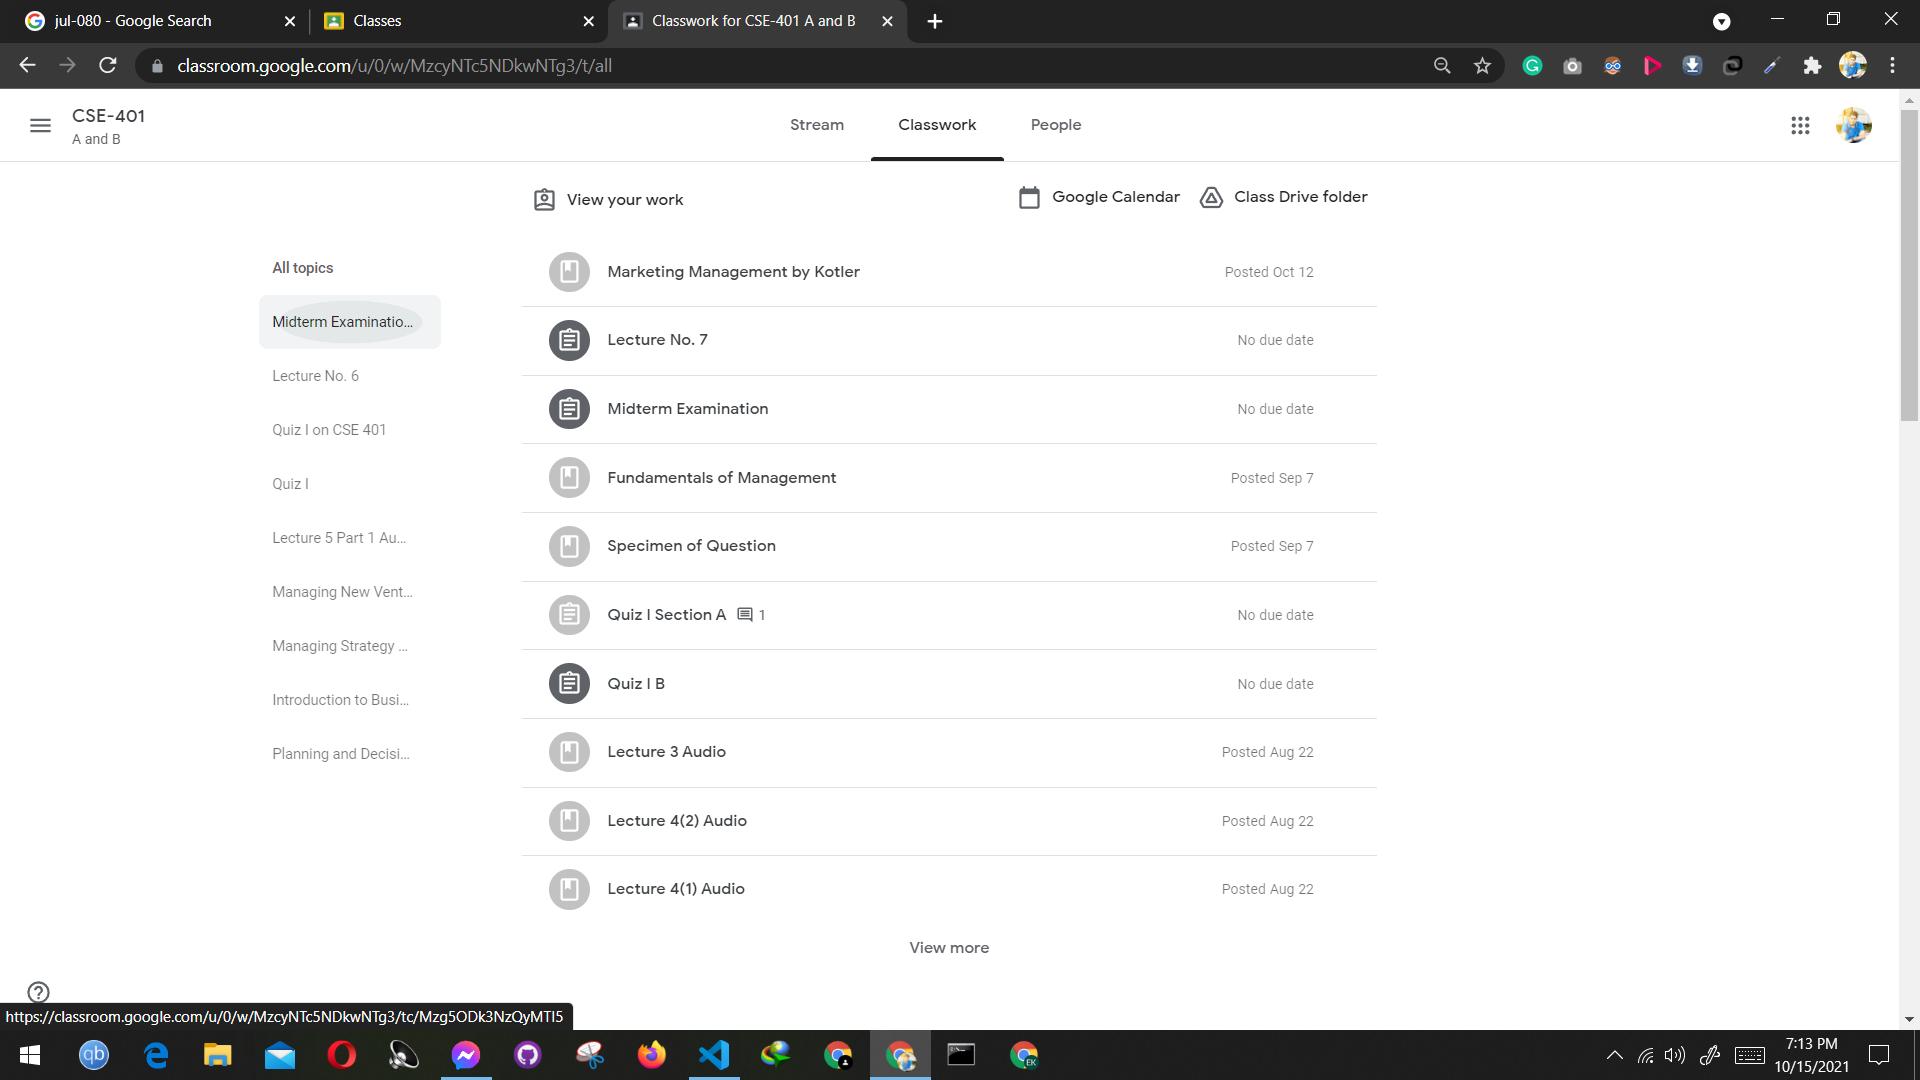 jul-080 - Google Search
Classes
Classwork for CSE-401 A and B
classroom.google.com/u/0/w/MzcyNTc5NDkwNTg3/t/all
CSE-401
A and B
Stream
Classwork
People
View your work
Google Calendar
Class Drive folder
All topics
Midterm Examinatio...
Lecture No. 6
Quiz I on CSE 401
Quiz I
Lecture 5 Part 1 Au...
Managing New Vent...
Managing Strategy ...
Introduction to Busi...
Planning and Decisi...
Marketing Management by Kotler
Posted Oct 12
Lecture No. 7
No due date
Midterm Examination
No due date
Fundamentals of Management
Posted Sep 7
Specimen of Question
Posted Sep 7
Quiz I Section A 1
No due date
Quiz I B
No due date
Lecture 3 Audio
Posted Aug 22
Lecture 4(2) Audio
Posted Aug 22
Lecture 4(1) Audio
Posted Aug 22
View more
https://classroom.google.com/u/0/w/MzcyNTc5NDkwNTg3/tc/Mzg5ODk3NzQyMTI5
qb
EK
7:13 PM
10/15/2021